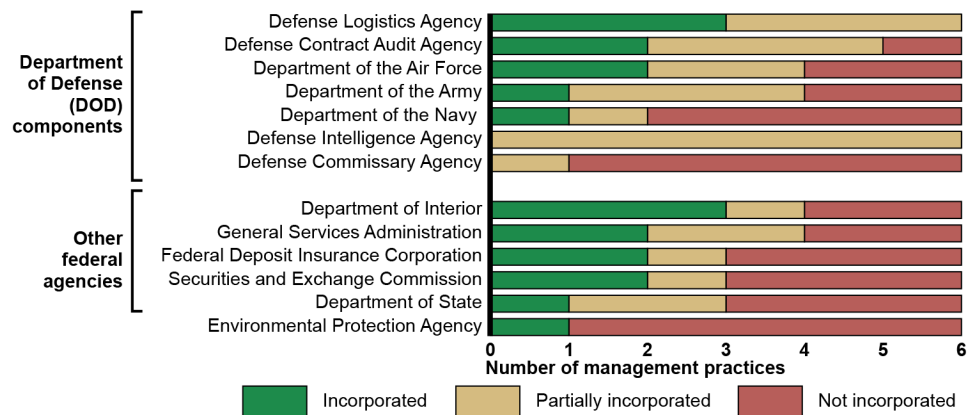 Department
of Defense
(DOD)
components
Defense Logistics Agency
Defense Contract Audit Agency
Department of the Air Force
Department of the Army
Department of the Navy
Defense Intelligence Agency
Defense Commissary Agency
Other
federal
agencies
Department of Interior
General Services Administration
Federal Deposit Insurance Corporation
Securities and Exchange Commission
Department of State
Environmental Protection Agency
0 1 2 3 4 5 6
Number of management practices
Incorporated Partially incorporated Not incorporated